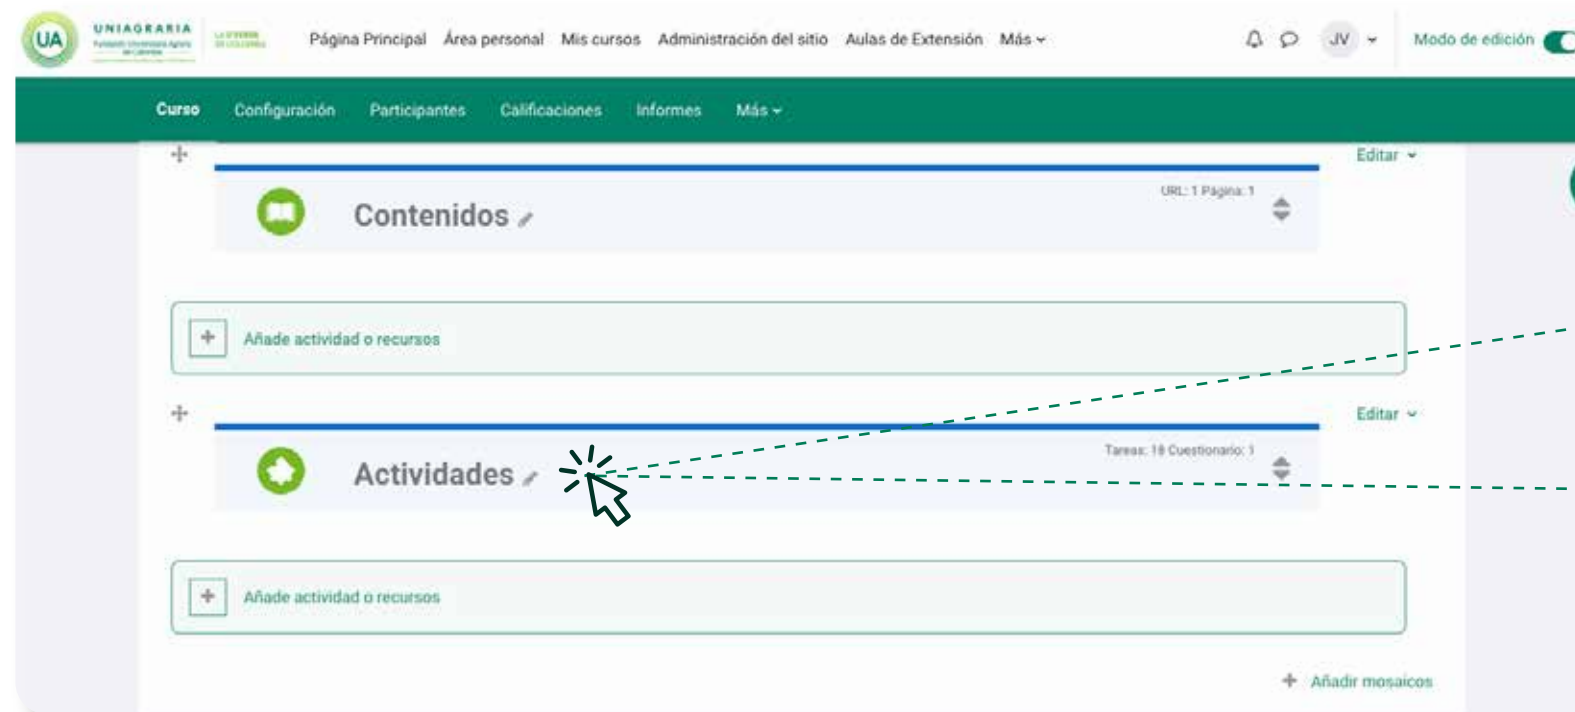 UA
UNIAGRARIA
Página Principal Área personal Mis cursos Administración del sitio Aulas de Extensión Más
JV
Modo de edición
Curso Configuración Participantes Calificaciones Informes Más
Editar
URL: 1 Página: 1
Contenidos
Añade actividad o recursos
Editar
Tareas: 18 Cuestionario: 1
Actividades
Añade actividad o recursos
Añadir mosaicos